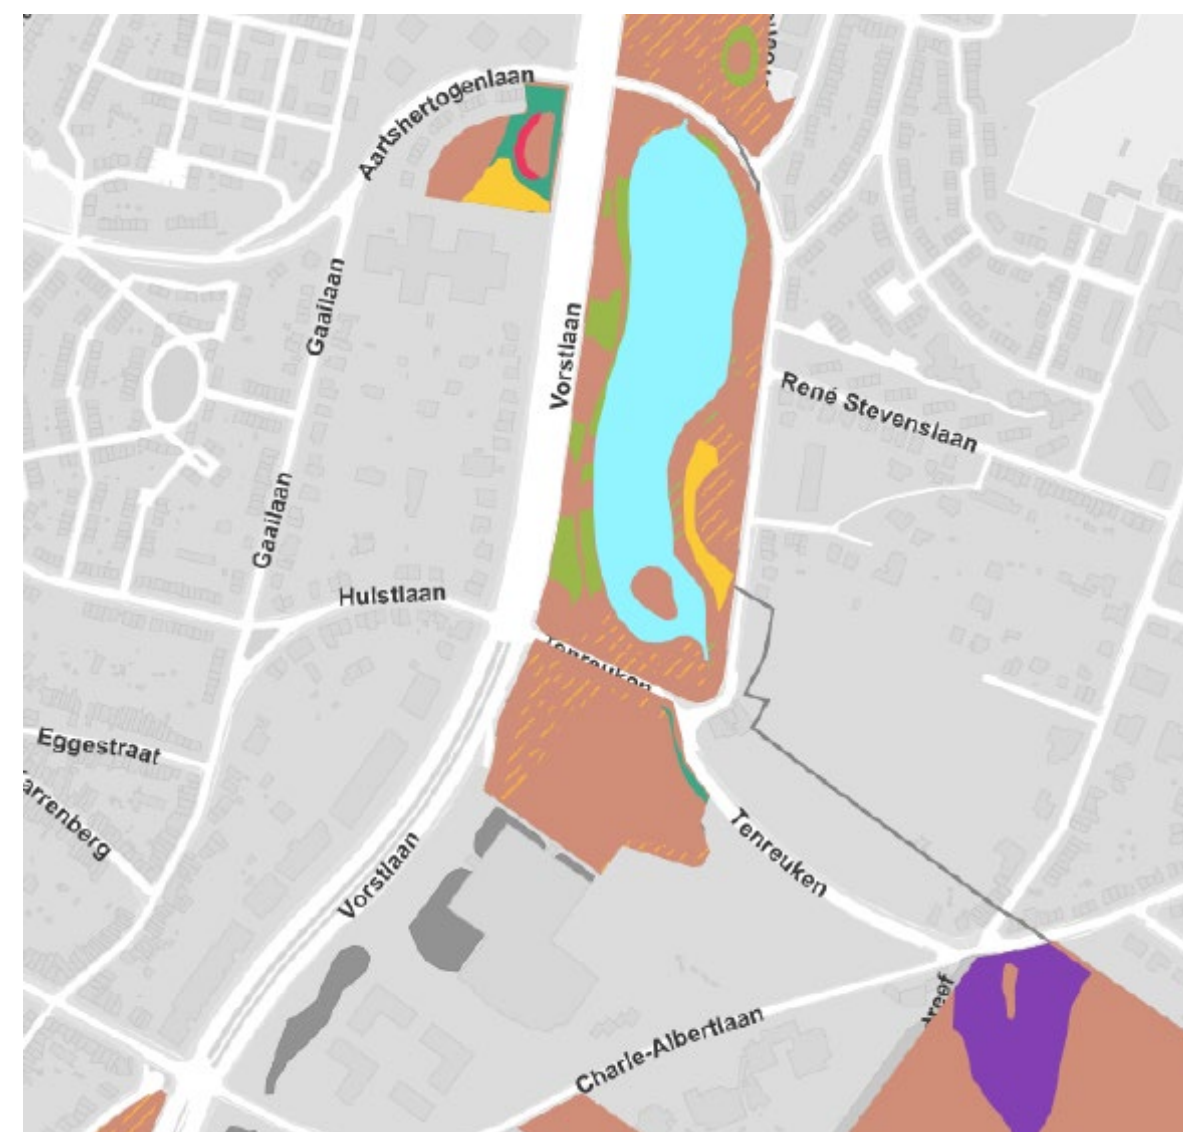 Aartshertogenlaan
Gaailaan
Vorstlaan
René Stevenslaan
Gaailaan
Hulstlaan
Tenreuken
Eggestraat
Tenreuken
Vorstlaan
Charle-Albertlaan